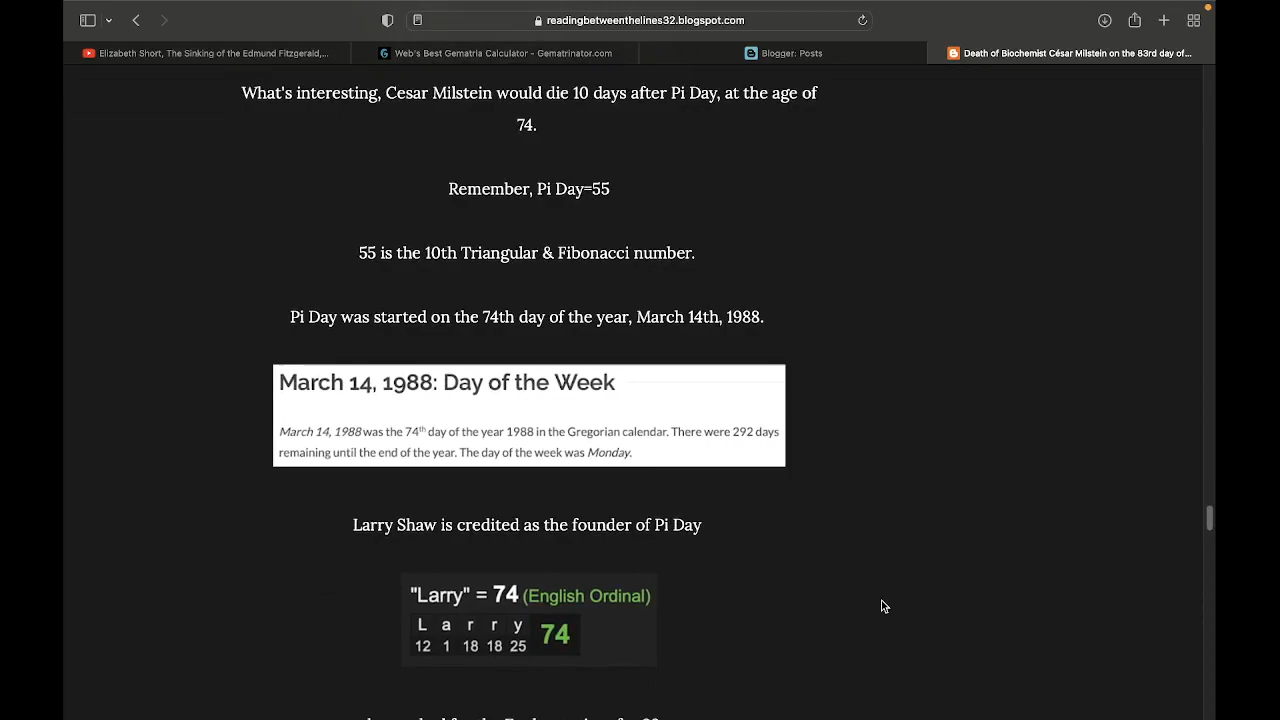 readingbetweenthelines32.blogspot.com
Elizabeth Short, The Sinking of the Edmund Fitzgerald,...
Web's Best Gematria Calculator - Gematrinator.com
Blogger: Posts
Death of Biochemist César Milstein on the 83rd day of...
What's interesting, Cesar Milstein would die 10 days after Pi Day, at the age of
74.
Remember, Pi Day=55
55 is the 10th Triangular & Fibonacci number.
Pi Day was started on the 74th day of the year, March 14th, 1988.
March 14, 1988: Day of the Week
March 14, 1988 was the 74th day of the year 1988 in the Gregorian calendar. There were 292 days
remaining until the end of the year. The day of the week was Monday.
Larry Shaw is credited as the founder of Pi Day
"Larry" = 74 (English Ordinal)
L a r r y 74
12 1 18 18 25